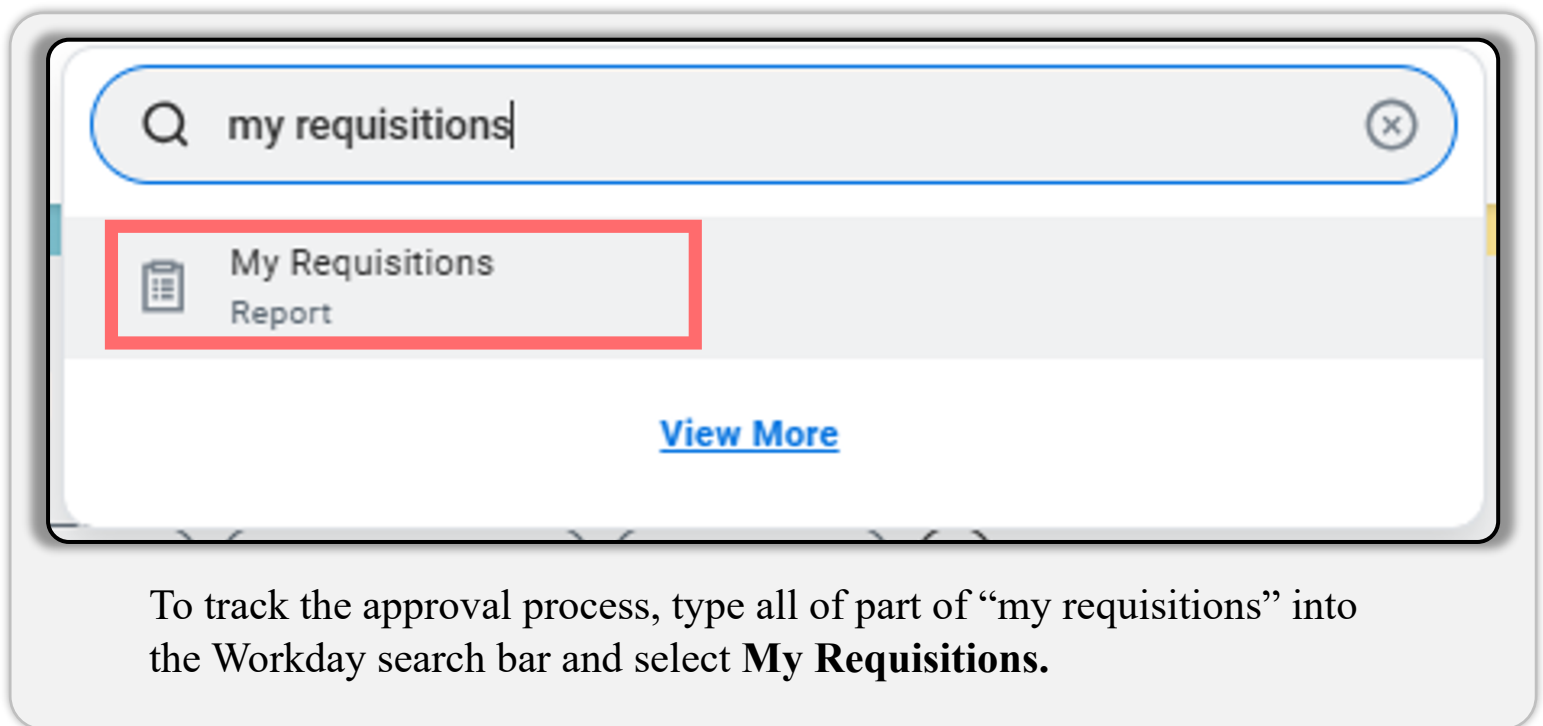 my requisitions
My Requisitions
Report
View More
To track the approval process, type all of part of “my requisitions” into
the Workday search bar and select My Requisitions.